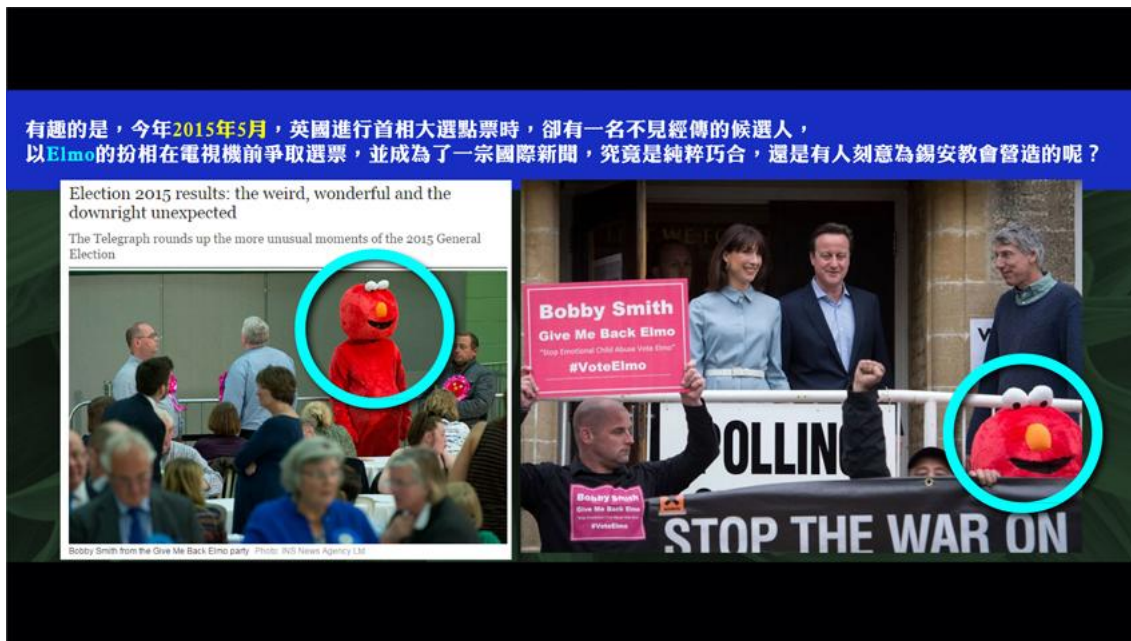 有趣的是，今年2015年5月，英國進行首相大選點票時，卻有一名不見經傳的候選人，
以Elmo的扮相在電視機前爭取選票，並成為了一宗國際新聞，究竟是純粹巧合，還是有人刻意為錫安教會營造的呢？
Election 2015 results: the weird, wonderful and the
downright unexpected
The Telegraph rounds up the more unusual moments of the 2015 General
Election
Bobby Smith from the Give Me Back Elmo party Photo: INS News Agency Ltd
Bobby Smith
Give Me Back Elmo
"Stop Emotional Child Abuse Vote Elmo"
#VoteElmo
POLLIN
Bobby Smith
Give Me Back Elmo
#VoteElmo
STOP THE WAR ON